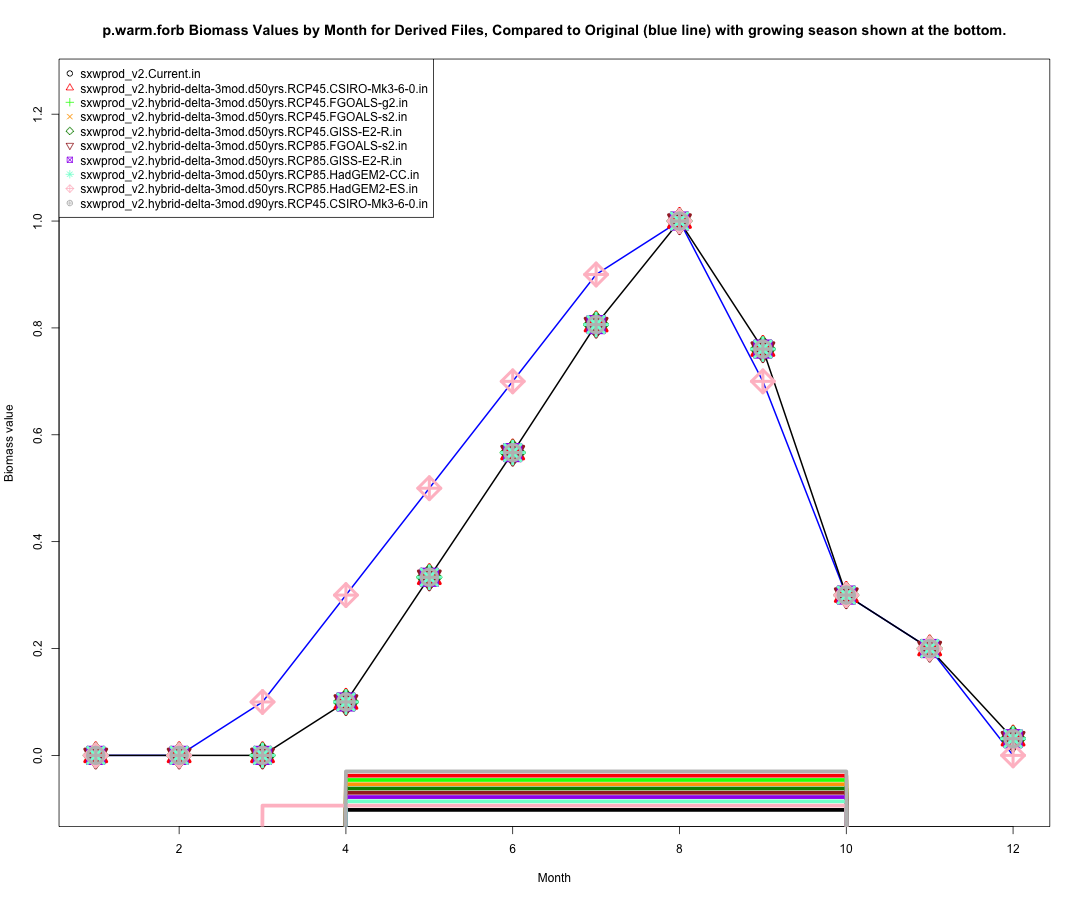 p.warm.forb Biomass Values by Month for Derived Files, Compared to Original (blue line) with growing season shown at the bottom.
sxwprod_v2.Current.in
sxwprod_v2.hybrid-delta-3mod.d50yrs.RCP45.CSIRO-Mk3-6-0.in
sxwprod_v2.hybrid-delta-3mod.d50yrs.RCP45.FGOALS-g2.in
sxwprod_v2.hybrid-delta-3mod.d50yrs.RCP45.FGOALS-s2.in
sxwprod_v2.hybrid-delta-3mod.d50yrs.RCP45.GISS-E2-R.in
sxwprod_v2.hybrid-delta-3mod.d50yrs.RCP85.FGOALS-s2.in
sxwprod_v2.hybrid-delta-3mod.d50yrs.RCP85.GISS-E2-R.in
sxwprod_v2.hybrid-delta-3mod.d50yrs.RCP85.HadGEM2-CC.in
sxwprod_v2.hybrid-delta-3mod.d50yrs.RCP85.HadGEM2-ES.in
sxwprod_v2.hybrid-delta-3mod.d90yrs.RCP45.CSIRO-Mk3-6-0.in
1.2
1.0
0.8
0.6
0.4
0.2
0.0
Biomass value
2 4 6 8 10 12
Month